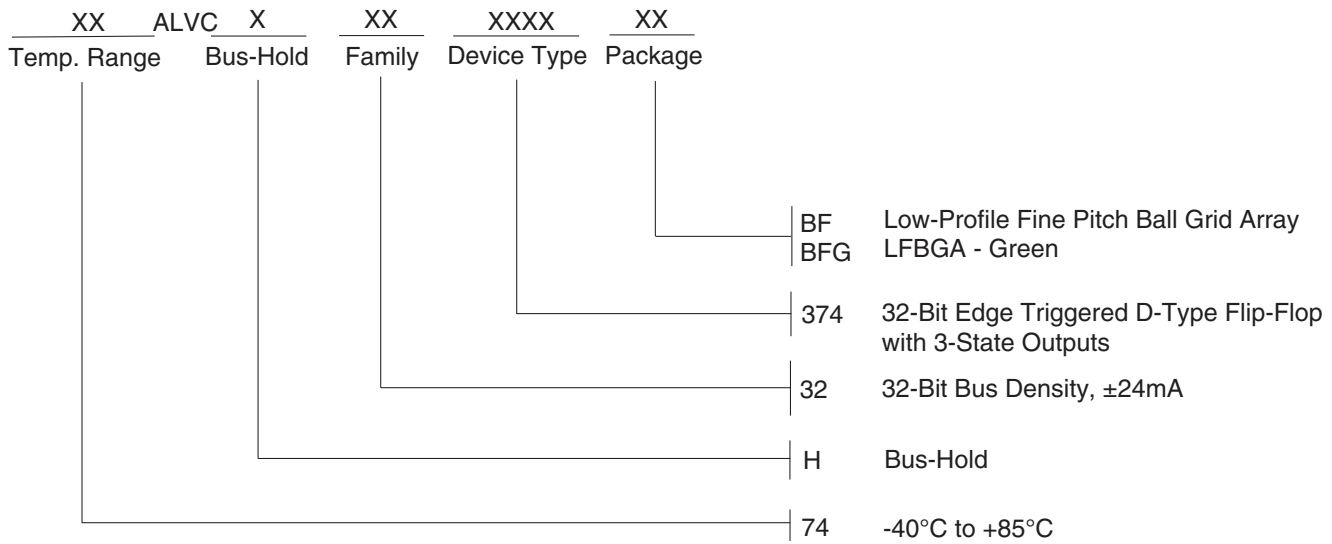 XX ALVC X XX XXXX XX
Temp. Range Bus-Hold Family Device Type Package
BF Low-Profile Fine Pitch Ball Grid Array
BFG LFBGA - Green
374 32-Bit Edge Triggered D-Type Flip-Flop
with 3-State Outputs
32 32-Bit Bus Density, ±24mA
H Bus-Hold
74 -40°C to +85°C